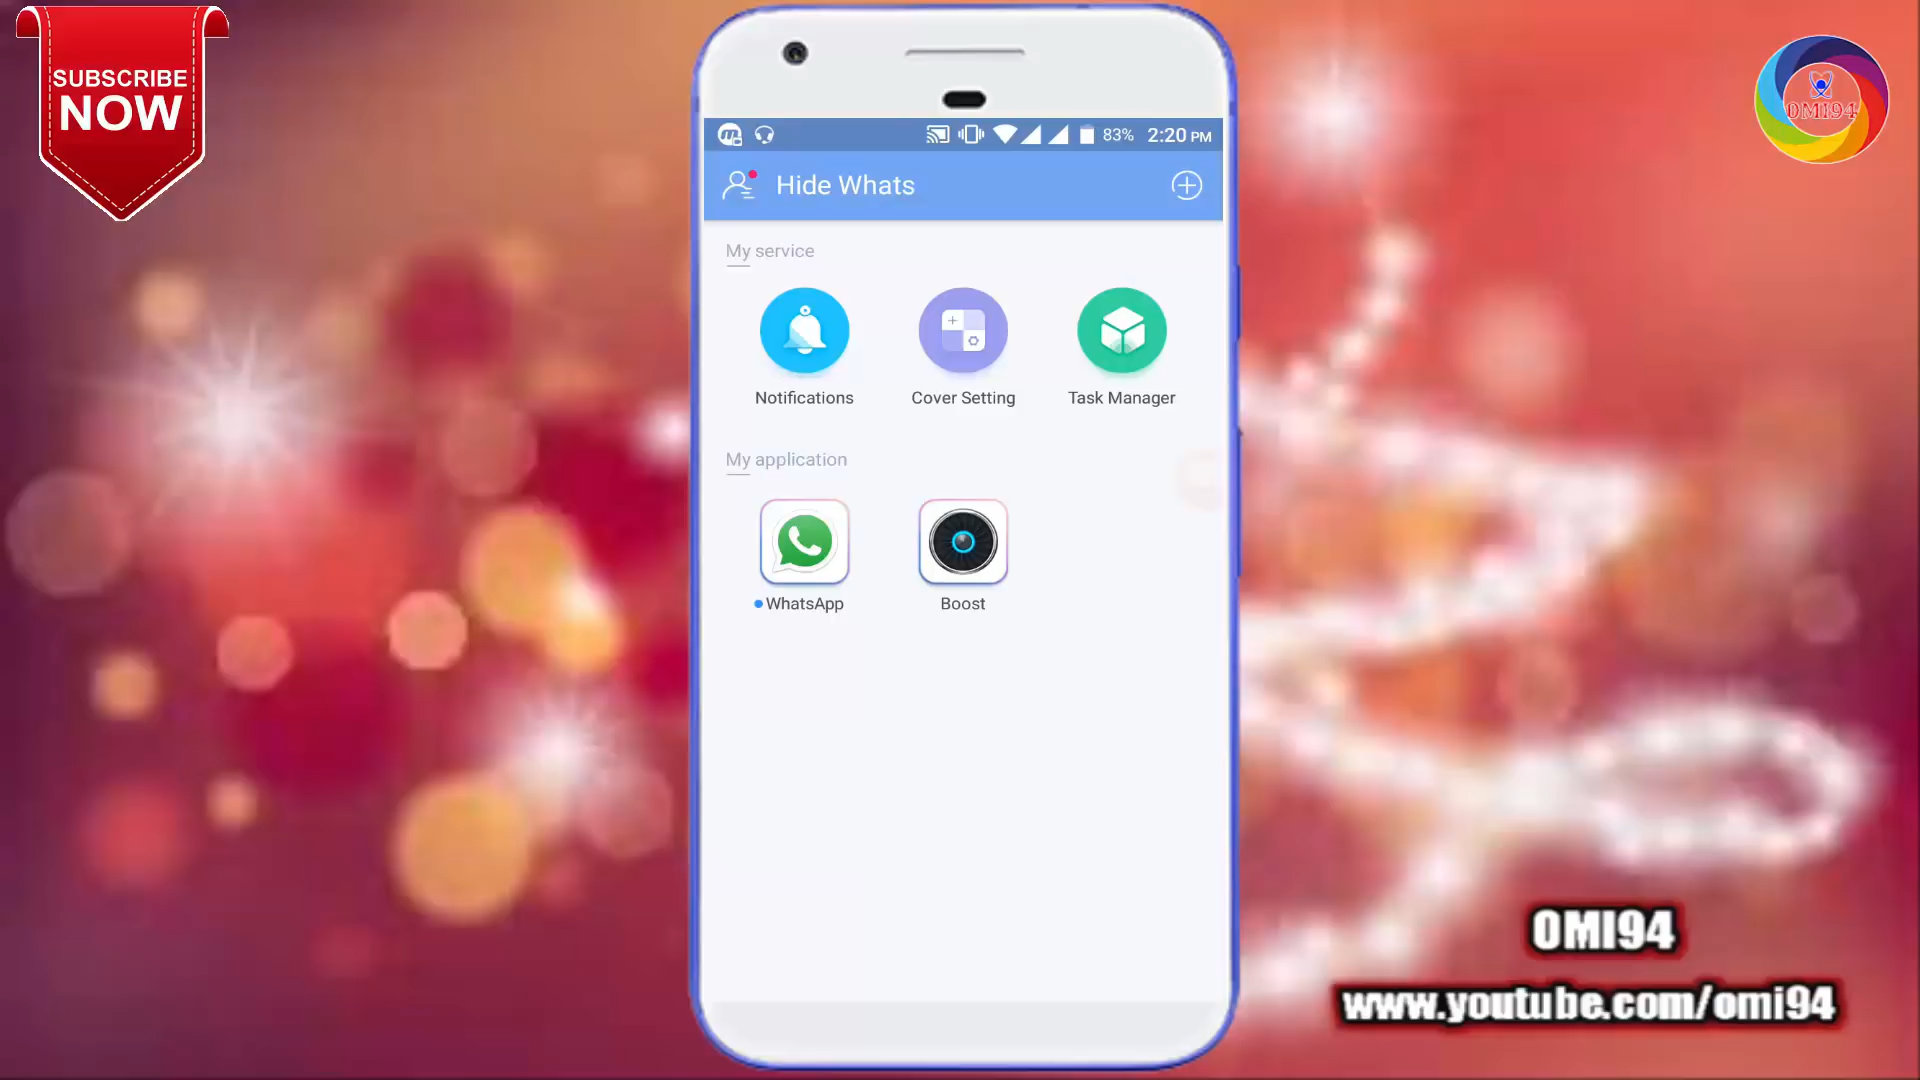 SUBSCRIBE
NOW
OMI94
83% 2:20 PM
Hide Whats
My service
Notifications
Cover Setting
Task Manager
My application
WhatsApp
Boost
OMI94
www.youtube.com/omi94